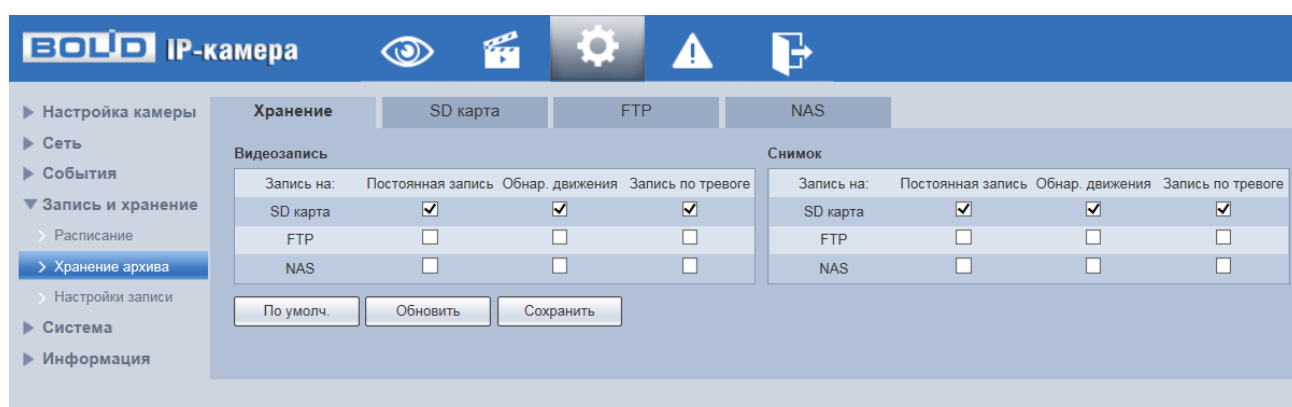 BOLID IP-камера
Настройка камеры
Сеть
События
Запись и хранение
Расписание
Хранение архива
Настройки записи
Система
Информация
Хранение SD карта FTP NAS
Видеозапись
Запись на: Постоянная запись Обнар. движения Запись по тревоге
SD карта
FTP
NAS
По умолч. Обновить Сохранить
Снимок
Запись на: Постоянная запись Обнар. движения Запись по тревоге
SD карта
FTP
NAS